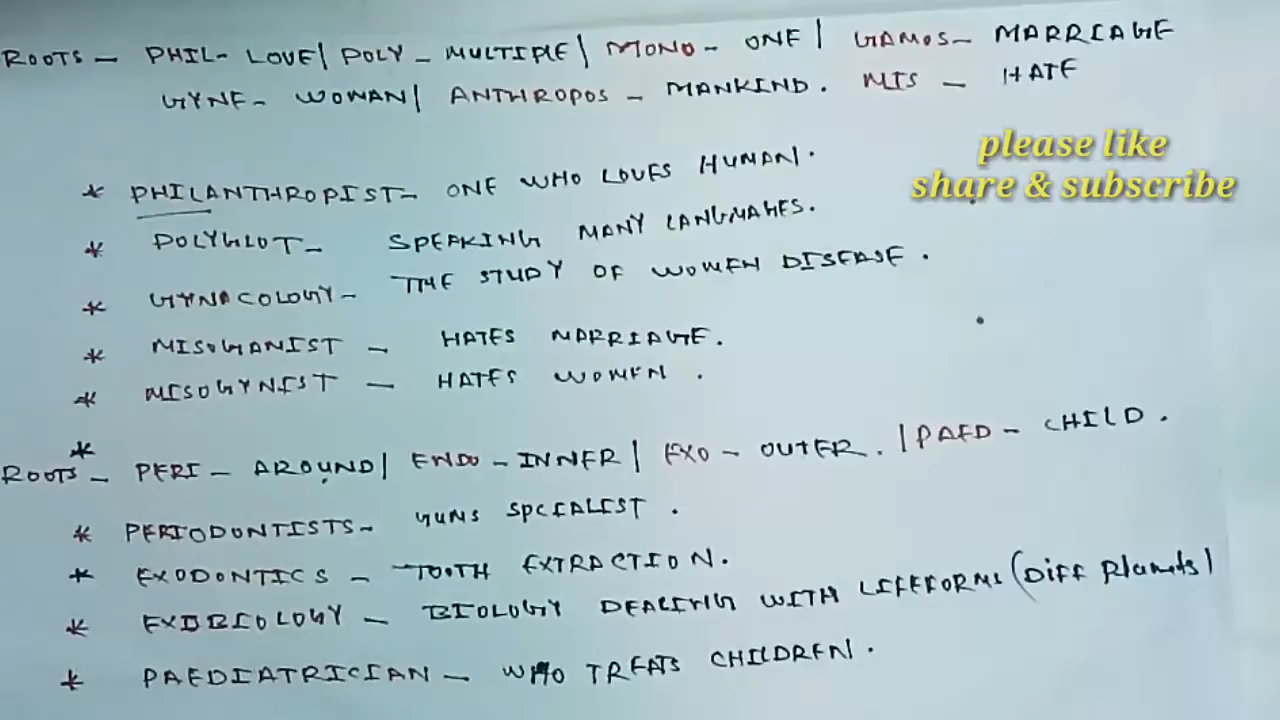 ROOTS - PHIL- LOVE| POLY - MULTIPLE| MONO - ONE| GAMOS- MARRIAGE
GYNE- WOMAN| ANTHROPOS - MANKIND. MIS - HATE
please like
share & subscribe
* PHILANTHROPIST- ONE WHO LOVES HUMAN.
* POLYGLOT- SPEAKING MANY LANGUAGES.
* GYNACOLOGY- THE STUDY OF WOMEN DISEASE.
* MISOGANIST - HATES MARRIAGE.
* MISOGYNIST - HATES WOMEN.
*
ROOTS - PERI - AROUND| ENDO - INNER| EXO - OUTER. |PAED - CHILD.
* PERIODONTISTS- GUMS SPCIALIST.
* EXODONTICS - TOOTH EXTRACTION.
* EXOBIOLOGY - BIOLOGY DEALING WITH LIFEFORMS (Diff Planets)
* PAEDIATRICIAN - WHO TREATS CHILDREN.